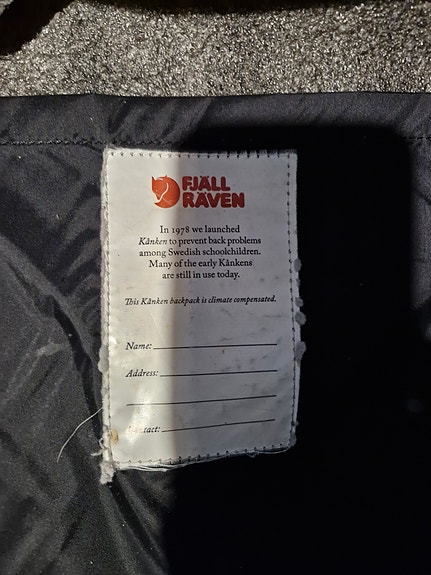 FJÄLL
RÄVEN
In 1978 we launched
Kånken to prevent back problems
among Swedish schoolchildren.
Many of the early Kånkens
are still in use today.
This Kånken backpack is climate compensated.
Name:
Address:
Contact: